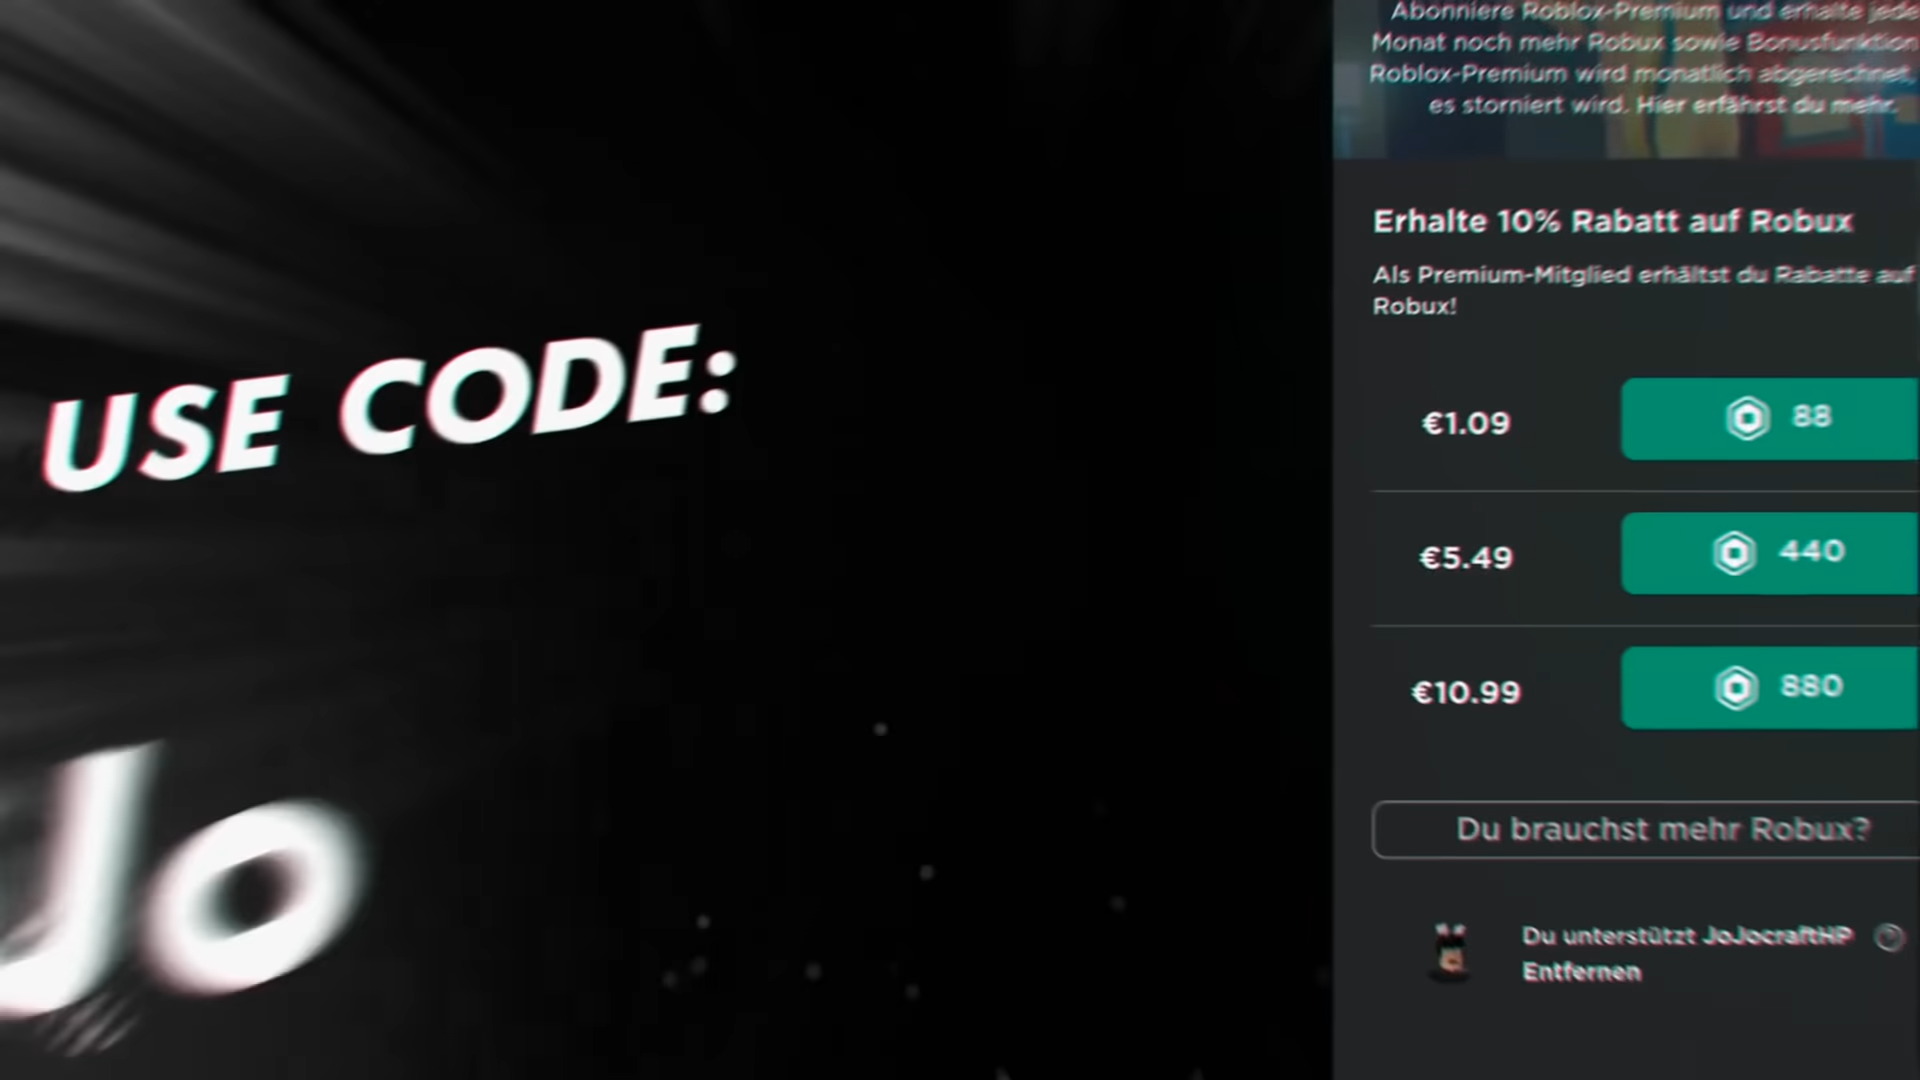 USE CODE:
Jo
Abonniere Roblox-Premium und erhalte jede
Monat noch mehr Robux sowie Bonusfunktion
Roblox-Premium wird monatlich abgerechnet,
es storniert wird. Hier erfährst du mehr.
Erhalte 10% Rabatt auf Robux
Als Premium-Mitglied erhältst du Rabatte auf
Robux!
€1.09 88
€5.49 440
€10.99 880
Du brauchst mehr Robux?
Du unterstützt JoJocraftHP ?
Entfernen